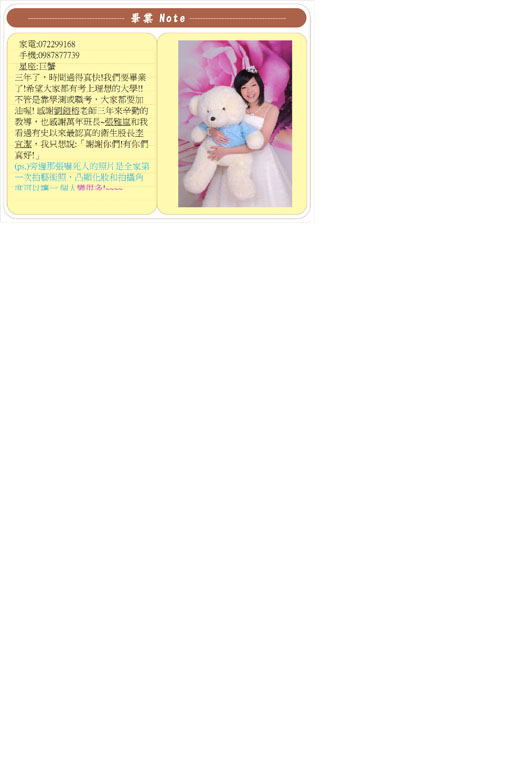 畢業 Note
家電:072299168
手機:0987877739
星座:巨蟹
三年了，時間過得真快!我們要畢業
了!希望大家都有考上理想的大學!!
不管是靠學測或職考，大家都要加
油喔! 感謝劉鎧榕老師三年來辛勤的
教導，也感謝萬年班長~張雅嵐和我
看過有史以來最認真的衛生股長李
宜潔，我只想說:「謝謝你們!有你們
真好!」
(ps.)旁邊那張嚇死人的照片是全家第
一次拍藝術照，凸顯化妝和拍攝角
度可以讓一個人變很多!~~~~